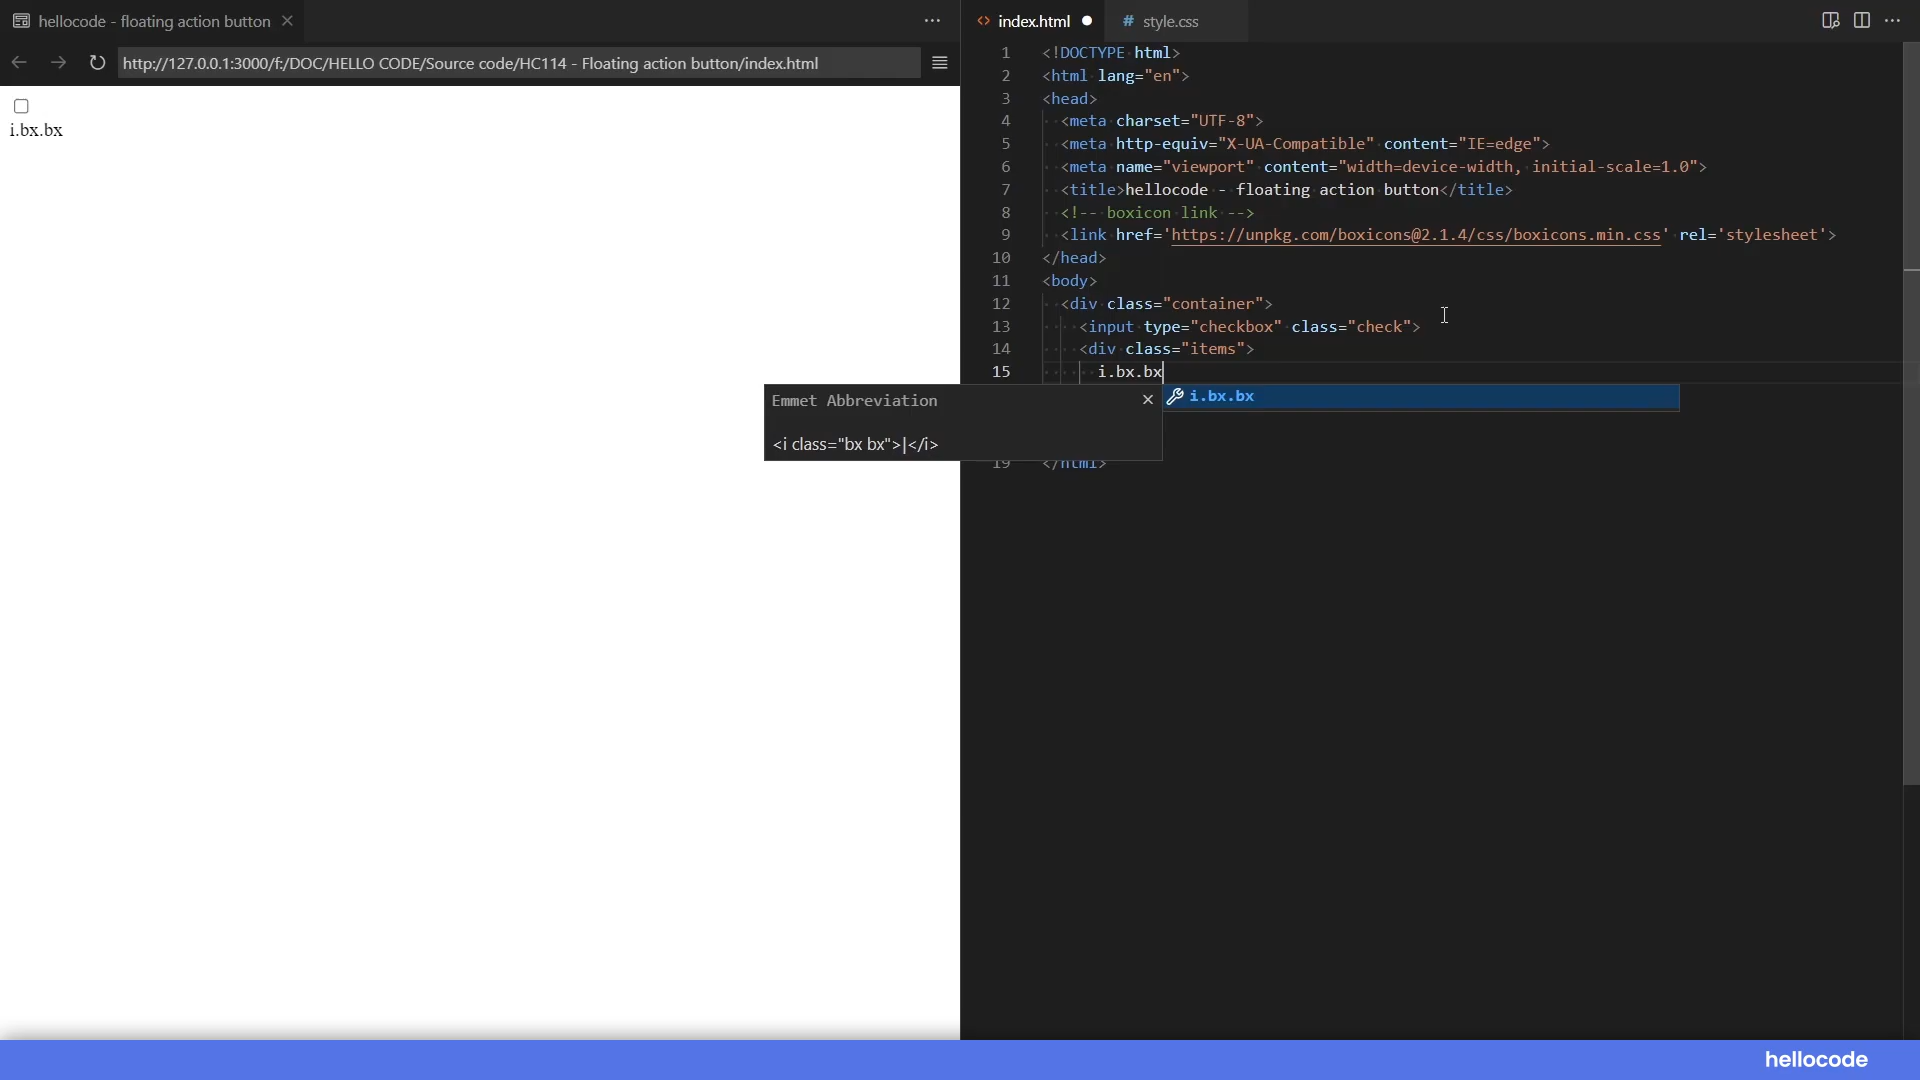 hellocode - floating action button
http://127.0.0.1:3000/f:/DOC/HELLO CODE/Source code/HC114 - Floating action button/index.html
i.bx.bx
index.html
# style.css
1 <!DOCTYPE html>
2 <html lang="en">
3 <head>
4 <meta charset="UTF-8">
5 <meta http-equiv="X-UA-Compatible" content="IE=edge">
6 <meta name="viewport" content="width=device-width, initial-scale=1.0">
7 <title>hellocode - floating action button</title>
8 <!-- boxicon link -->
9 <link href='https://unpkg.com/boxicons@2.1.4/css/boxicons.min.css' rel='stylesheet'>
10 </head>
11 <body>
12 <div class="container">
13 <input type="checkbox" class="check">
14 <div class="items">
15 i.bx.bx
i.bx.bx
Emmet Abbreviation
<i class="bx bx">|</i>
19 </html>
hellocode